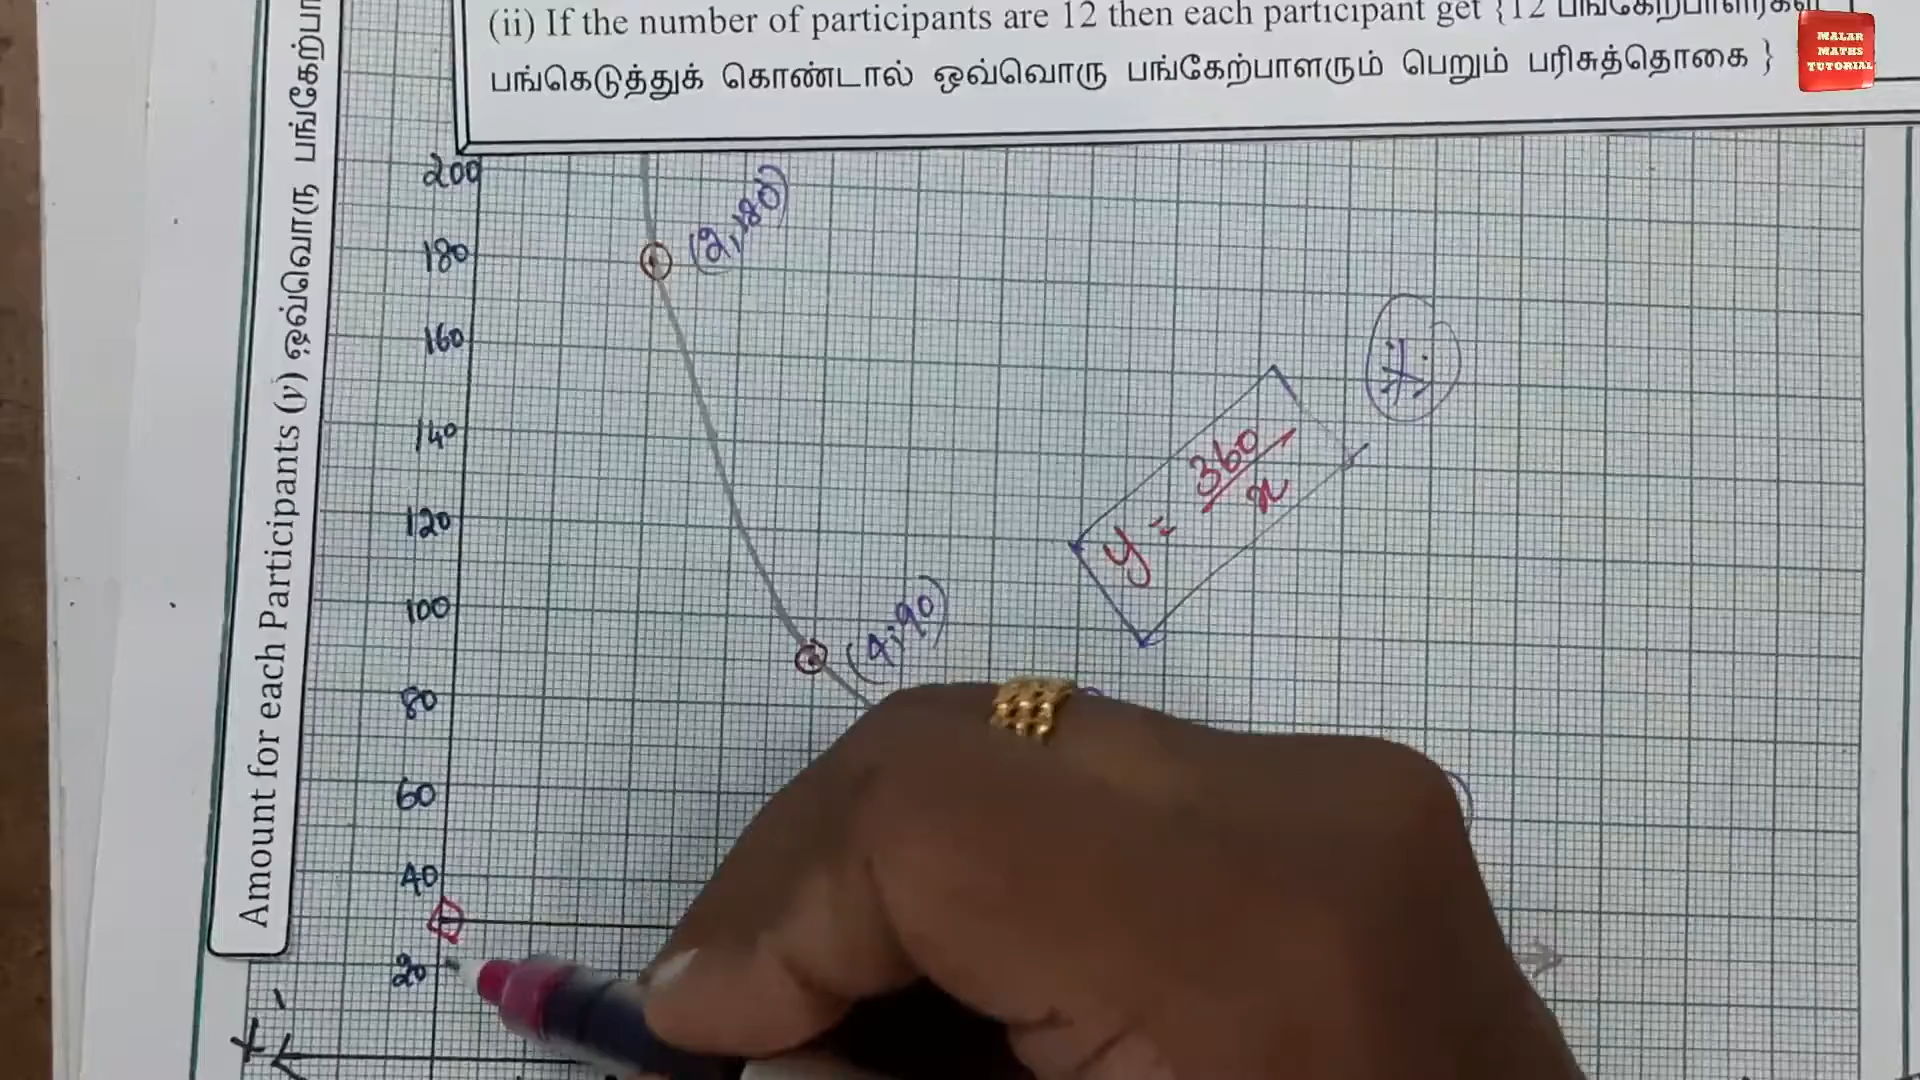 (ii) If the number of participants are 12 then each participant get {12 பங்கேற்பாளர்கள்
பங்கெடுத்துக் கொண்டால் ஒவ்வொரு பங்கேற்பாளரும் பெறும் பரிசுத்தொகை }
MALAR
MATHS
TUTORIAL
Amount for each Participants (y) ஒவ்வொரு
200
180
160
140
120
100
80
60
40
20
(2,180)
(4,90)
y = 360/x